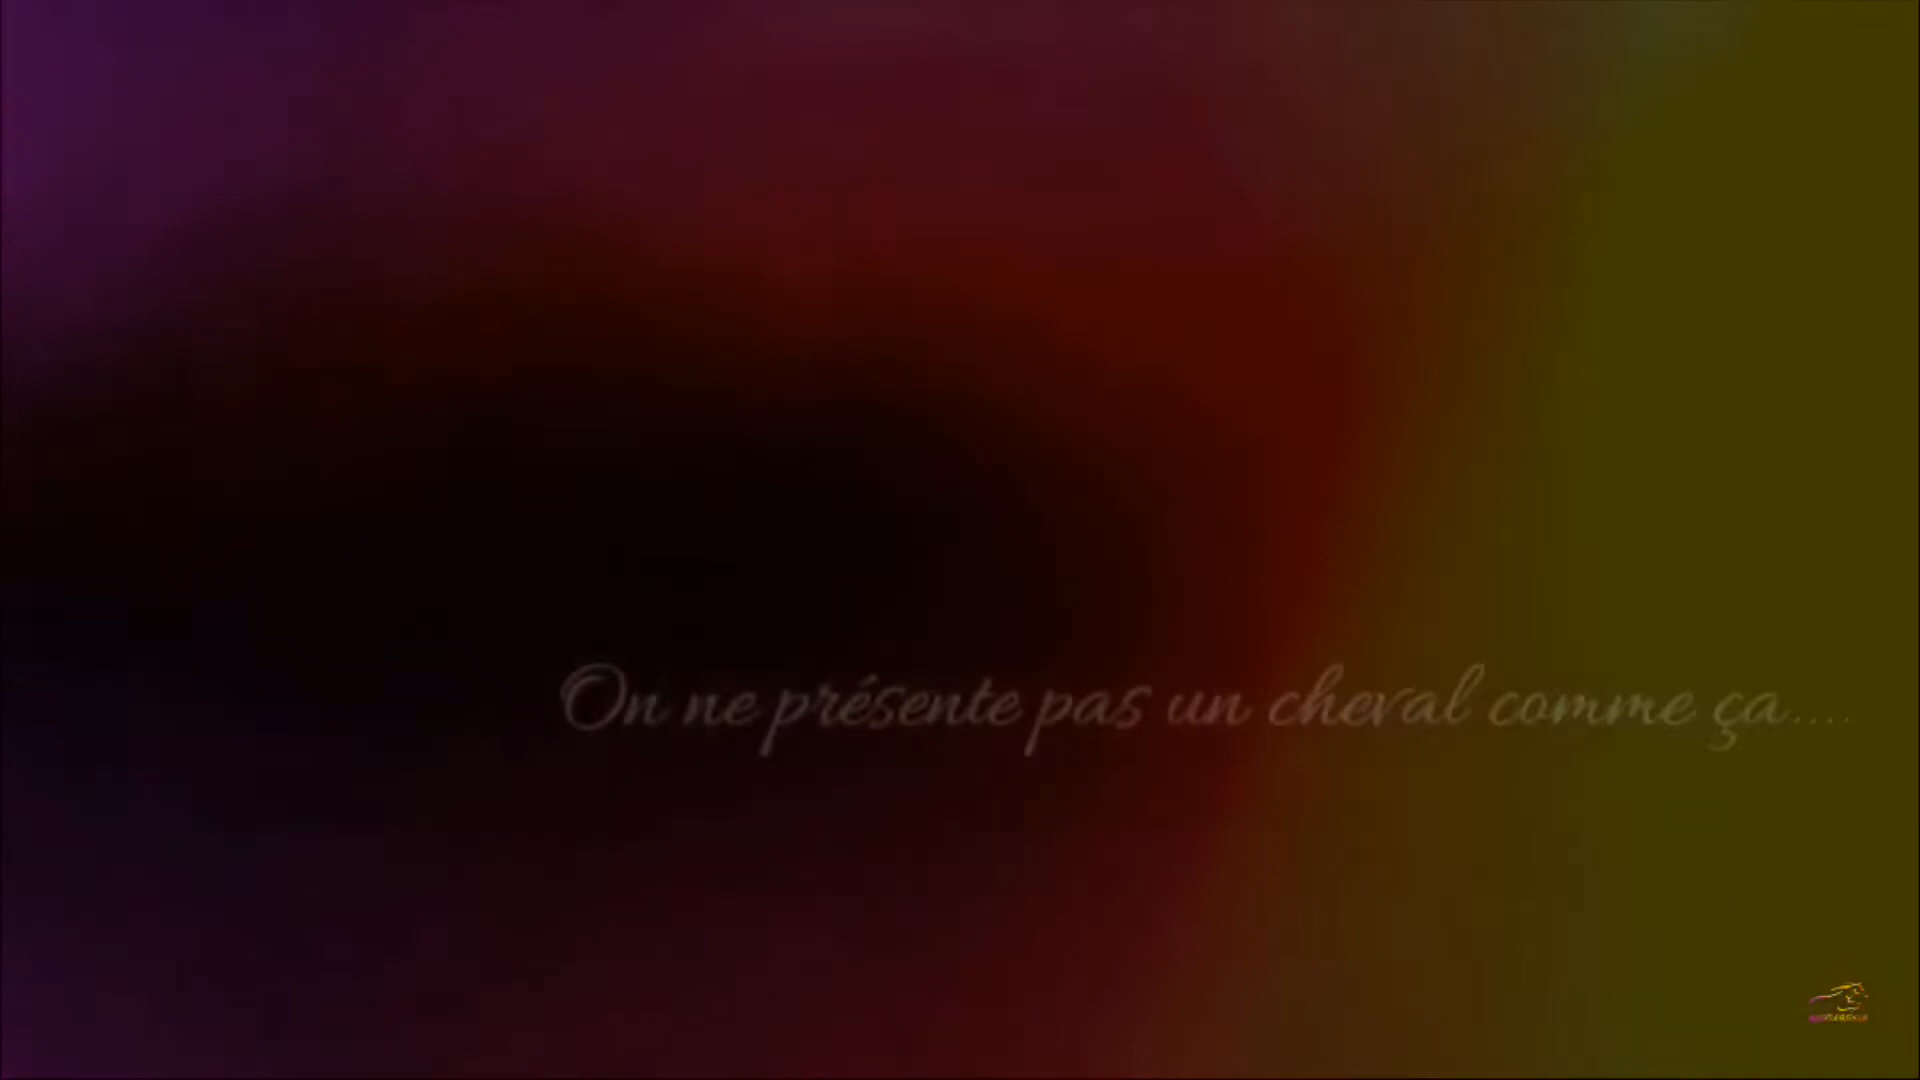 On ne présente pas un cheval comme ça....